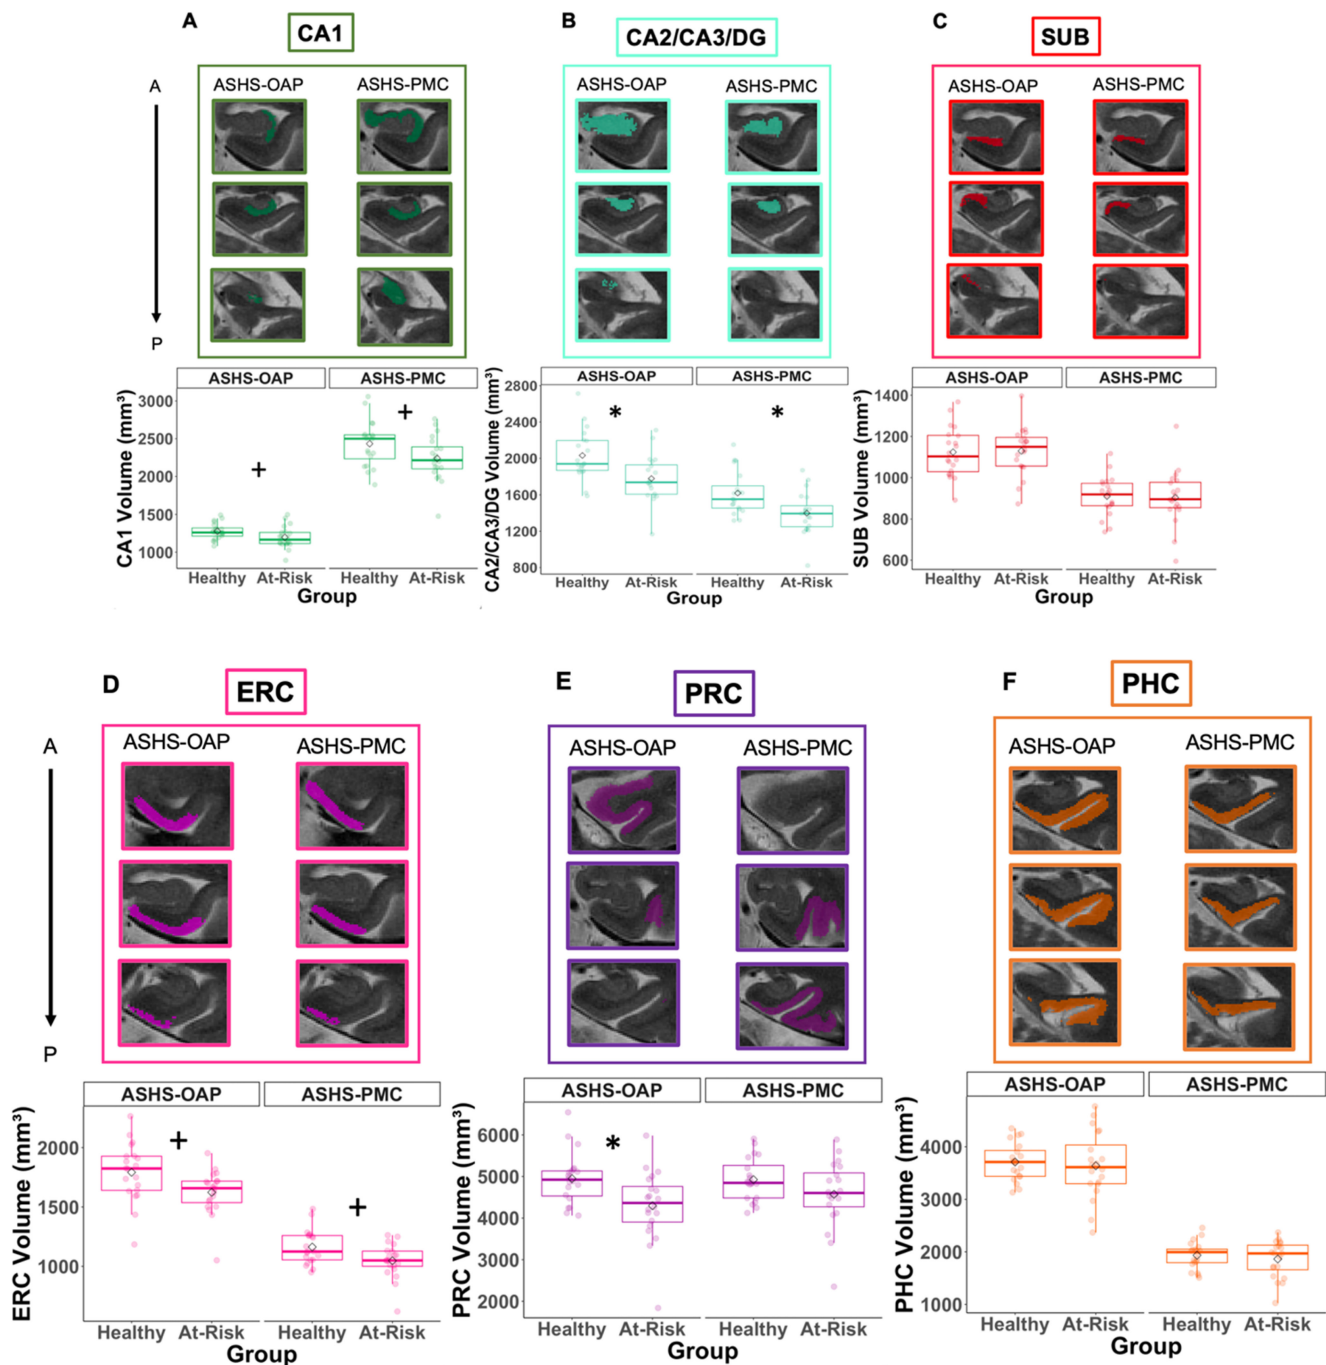 A
CA1
ASHS-OAP ASHS-PMC
A
P
ASHS-OAP ASHS-PMC
CA1 Volume (mm³)
3000
2500
2000
1500
1000
+ +
Healthy At-Risk Healthy At-Risk
Group
B
CA2/CA3/DG
ASHS-OAP ASHS-PMC
ASHS-OAP ASHS-PMC
CA2/CA3/DG Volume (mm³)
2800
2400
2000
1600
1200
800
* *
Healthy At-Risk Healthy At-Risk
Group
C
SUB
ASHS-OAP ASHS-PMC
ASHS-OAP ASHS-PMC
SUB Volume (mm³)
1400
1200
1000
800
600
Healthy At-Risk Healthy At-Risk
Group
D
ERC
ASHS-OAP ASHS-PMC
A
P
ASHS-OAP ASHS-PMC
ERC Volume (mm³)
2000
1500
1000
+ +
Healthy At-Risk Healthy At-Risk
Group
E
PRC
ASHS-OAP ASHS-PMC
ASHS-OAP ASHS-PMC
PRC Volume (mm³)
6000
5000
4000
3000
2000
*
Healthy At-Risk Healthy At-Risk
Group
F
PHC
ASHS-OAP ASHS-PMC
ASHS-OAP ASHS-PMC
PHC Volume (mm³)
4000
3000
2000
1000
Healthy At-Risk Healthy At-Risk
Group